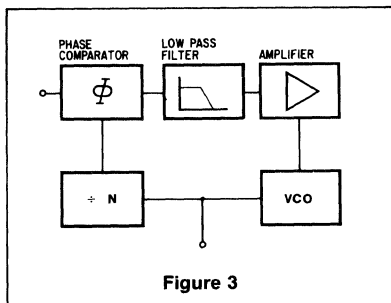 PHASE COMPARATOR
LOW PASS FILTER
AMPLIFIER
Φ
÷ N
VCO
Figure 3